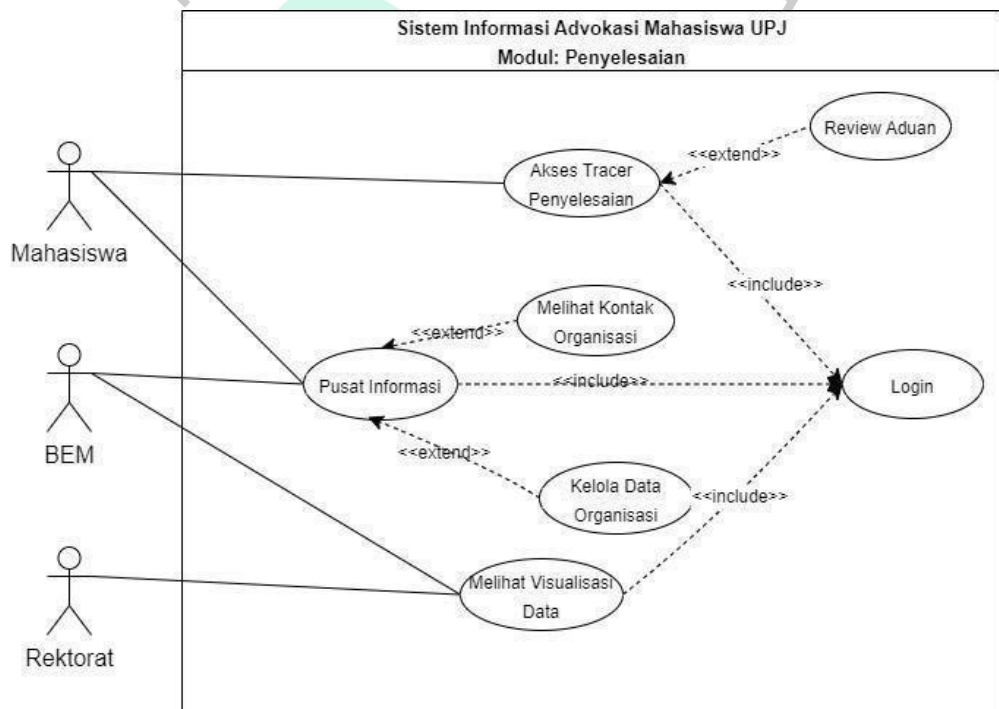 Sistem Informasi Advokasi Mahasiswa UPJ
Modul: Penyelesaian
Review Aduan
<<extend>>
Akses Tracer
Penyelesaian
Mahasiswa
<<include>>
Melihat Kontak
Organisasi
<<extend>>
Pusat Informasi
<<include>>
Login
BEM
<<extend>>
Kelola Data
Organisasi
<<include>>
Melihat Visualisasi
Data
Rektorat